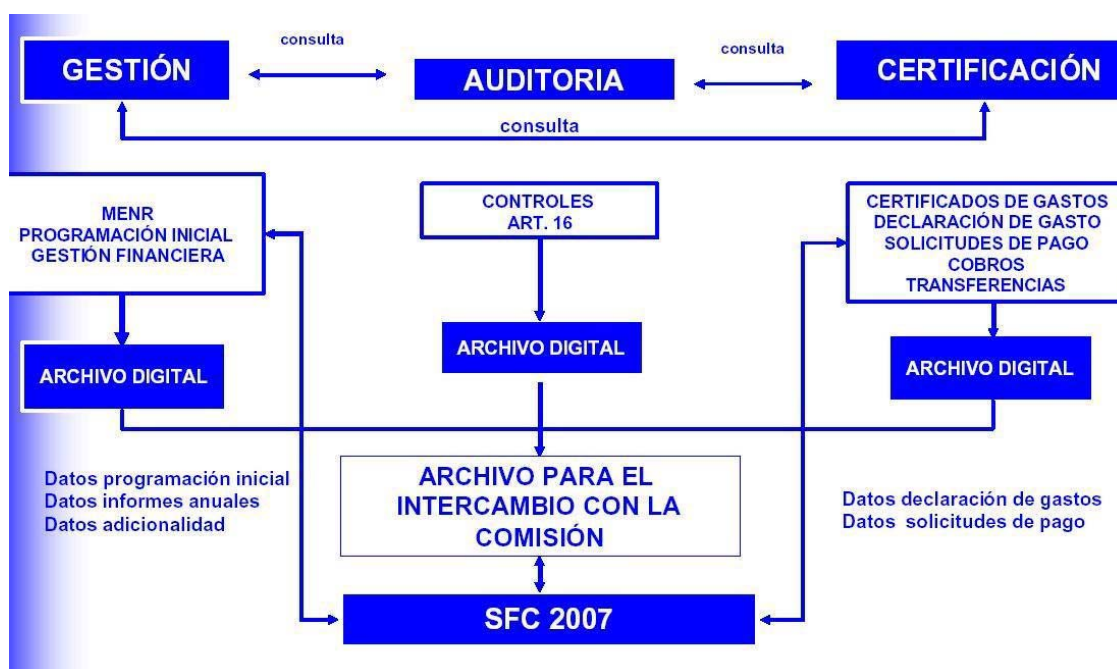 consulta
consulta
GESTIÓN
AUDITORIA
CERTIFICACIÓN
consulta
MENR
PROGRAMACIÓN INICIAL
GESTIÓN FINANCIERA
CONTROLES
ART. 16
CERTIFICADOS DE GASTOS
DECLARACIÓN DE GASTO
SOLICITUDES DE PAGO
COBROS
TRANSFERENCIAS
ARCHIVO DIGITAL
ARCHIVO DIGITAL
ARCHIVO DIGITAL
Datos programación inicial
Datos informes anuales
Datos adicionalidad
ARCHIVO PARA EL
INTERCAMBIO CON LA
COMISIÓN
Datos declaración de gastos
Datos solicitudes de pago
SFC 2007